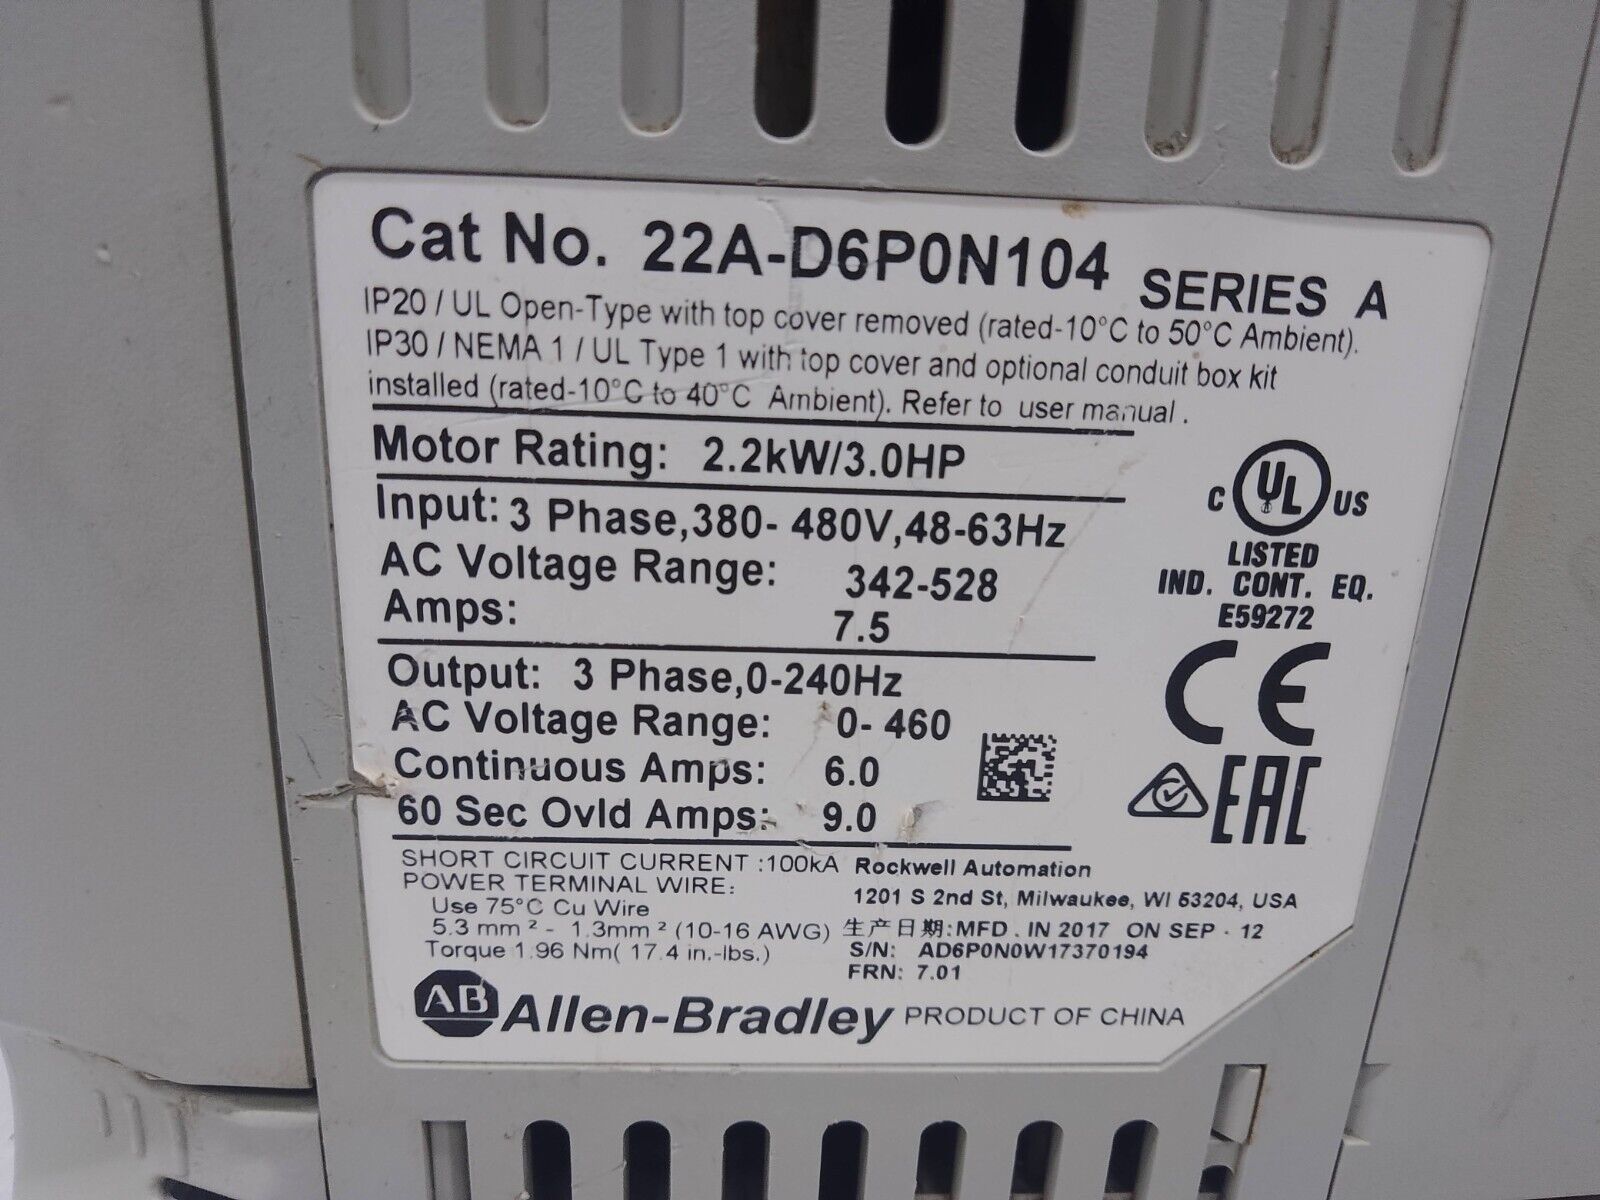 Cat No. 22A-D6P0N104 SERIES A
IP20 / UL Open-Type with top cover removed (rated-10°C to 50°C Ambient).
IP30 / NEMA 1 / UL Type 1 with top cover and optional conduit box kit
installed (rated-10°C to 40°C Ambient). Refer to user manual .
Motor Rating: 2.2kW/3.0HP
Input: 3 Phase,380- 480V,48-63Hz
AC Voltage Range: 342-528
Amps: 7.5
Output: 3 Phase,0-240Hz
AC Voltage Range: 0- 460
Continuous Amps: 6.0
60 Sec Ovld Amps: 9.0
C UL US
LISTED
IND. CONT. EQ.
E59272
CE
EAC
SHORT CIRCUIT CURRENT :100kA
POWER TERMINAL WIRE:
Use 75°C Cu Wire
5.3 mm ² - 1.3mm ² (10-16 AWG)
Torque 1.96 Nm( 17.4 in.-lbs.)
Rockwell Automation
1201 S 2nd St, Milwaukee, WI 53204, USA
生产日期:MFD . IN 2017 ON SEP - 12
S/N: AD6P0N0W17370194
FRN: 7.01
AB Allen-Bradley PRODUCT OF CHINA